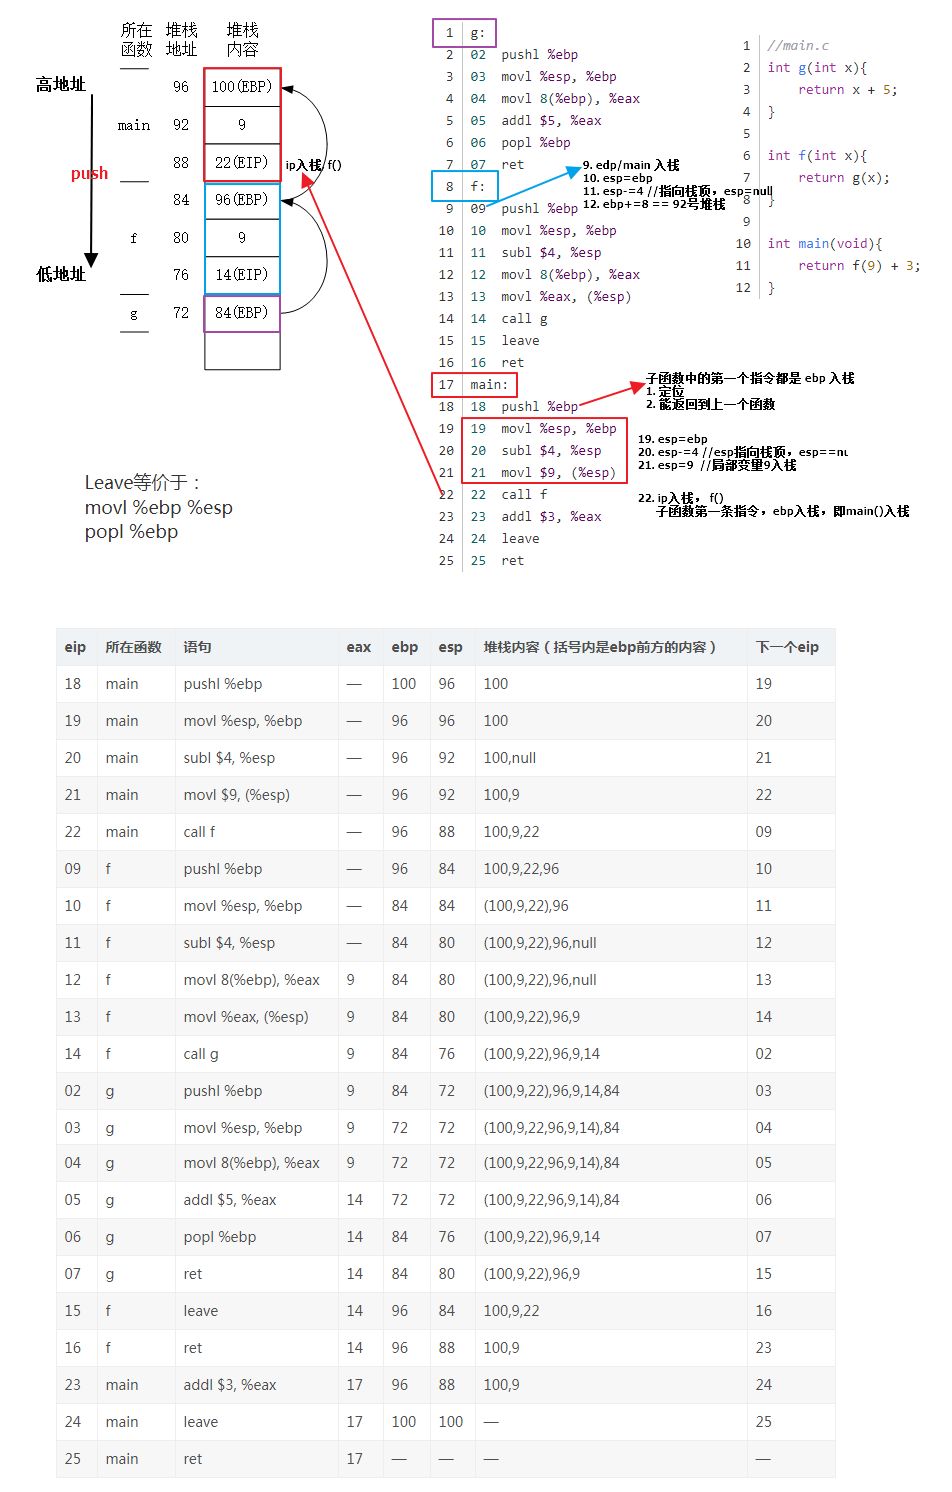 所在 堆栈 堆栈
函数 地址 内容
高地址
96 100(EBP)
main 92 9
88 22(EIP) ip入栈, f()
push
84 96(EBP)
f 80 9
低地址 76 14(EIP)
g 72 84(EBP)
Leave等价于：
movl %ebp %esp
popl %ebp
1 g:
2 02 pushl %ebp
3 03 movl %esp, %ebp
4 04 movl 8(%ebp), %eax
5 05 addl $5, %eax
6 06 popl %ebp
7 07 ret
8 f:
9 09 pushl %ebp
10 10 movl %esp, %ebp
11 11 subl $4, %esp
12 12 movl 8(%ebp), %eax
13 13 movl %eax, (%esp)
14 14 call g
15 15 leave
16 16 ret
17 main:
18 18 pushl %ebp
19 19 movl %esp, %ebp
20 20 subl $4, %esp
21 21 movl $9, (%esp)
22 22 call f
23 23 addl $3, %eax
24 24 leave
25 25 ret
9. edp/main 入栈
10. esp=ebp
11. esp-=4 //指向栈顶，esp=null
12. ebp+=8 == 92号堆栈
1 //main.c
2 int g(int x){
3 return x + 5;
4 }
5
6 int f(int x){
7 return g(x);
8 }
9
10 int main(void){
11 return f(9) + 3;
12 }
子函数中的第一个指令都是 ebp 入栈
1. 定位
2. 能返回到上一个函数
19. esp=ebp
20. esp-=4 //esp指向栈顶，esp==nu
21. esp=9 //局部变量9入栈
22. ip入栈，f()
子函数第一条指令，ebp入栈，即main()入栈
eip 所在函数 语句 eax ebp esp 堆栈内容（括号内是ebp前方的内容） 下一个eip
18 main pushl %ebp — 100 96 100 19
19 main movl %esp, %ebp — 96 96 100 20
20 main subl $4, %esp — 96 92 100,null 21
21 main movl $9, (%esp) — 96 92 100,9 22
22 main call f — 96 88 100,9,22 09
09 f pushl %ebp — 96 84 100,9,22,96 10
10 f movl %esp, %ebp — 84 84 (100,9,22),96 11
11 f subl $4, %esp — 84 80 (100,9,22),96,null 12
12 f movl 8(%ebp), %eax 9 84 80 (100,9,22),96,null 13
13 f movl %eax, (%esp) 9 84 80 (100,9,22),96,9 14
14 f call g 9 84 76 (100,9,22),96,9,14 02
02 g pushl %ebp 9 84 72 (100,9,22),96,9,14,84 03
03 g movl %esp, %ebp 9 72 72 (100,9,22,96,9,14),84 04
04 g movl 8(%ebp), %eax 9 72 72 (100,9,22,96,9,14),84 05
05 g addl $5, %eax 14 72 72 (100,9,22,96,9,14),84 06
06 g popl %ebp 14 84 76 (100,9,22),96,9,14 07
07 g ret 14 84 80 (100,9,22),96,9 15
15 f leave 14 96 84 100,9,22 16
16 f ret 14 96 88 100,9 23
23 main addl $3, %eax 17 96 88 100,9 24
24 main leave 17 100 100 — 25
25 main ret 17 — — — —